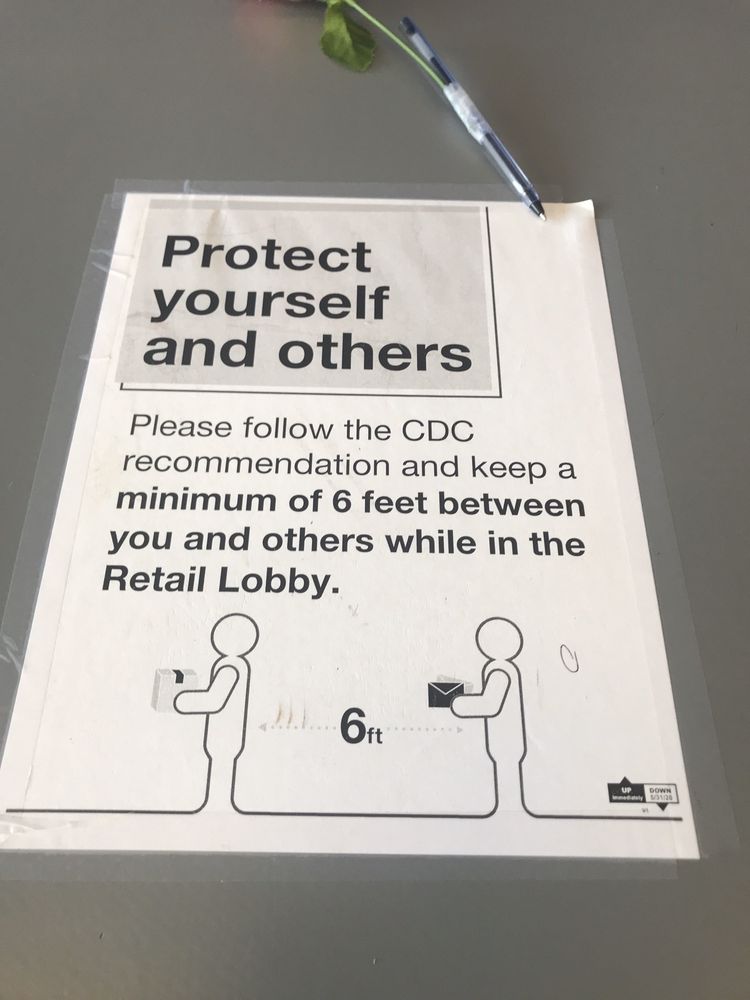 Protect
yourself
and others
Please follow the CDC
recommendation and keep a
minimum of 6 feet between
you and others while in the
Retail Lobby.
6ft
UP DOWN
Immediately 5/31/20